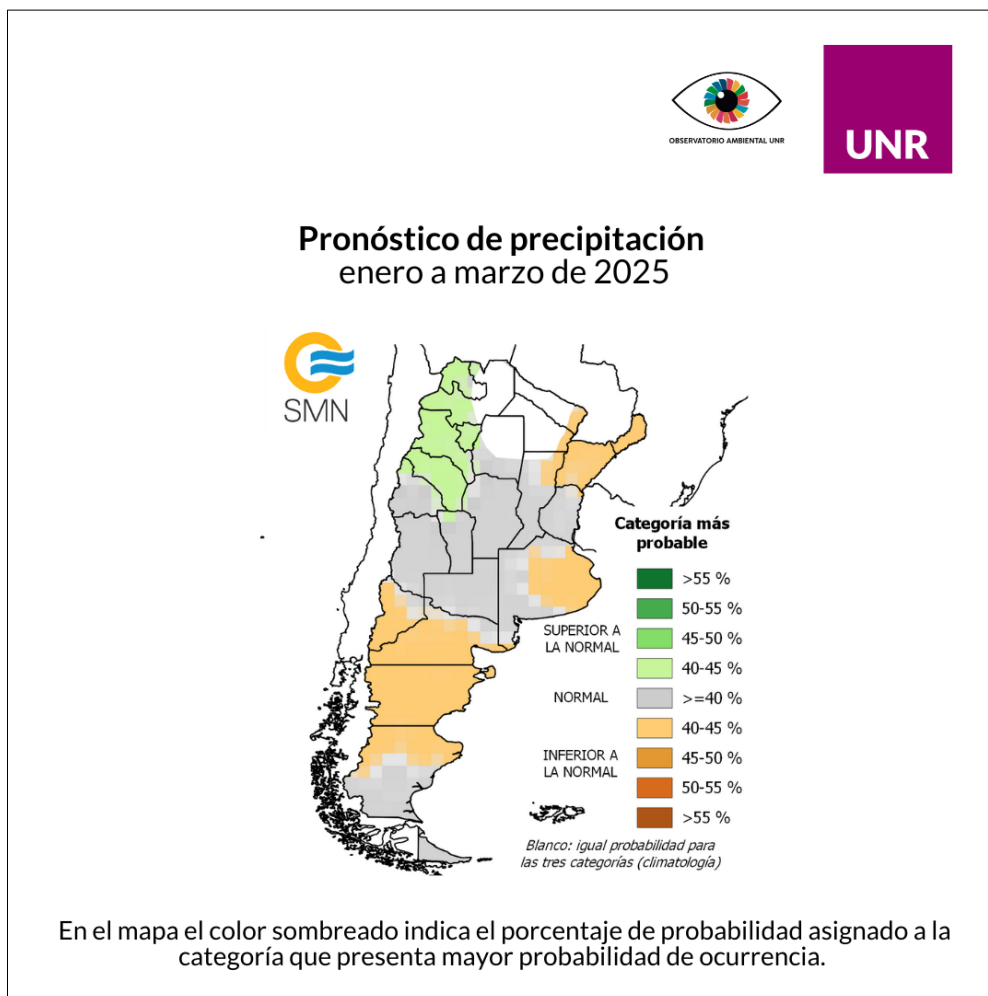 OBSERVATORIO AMBIENTAL UNR
UNR
Pronóstico de precipitación
enero a marzo de 2025
SMN
Categoría más
probable
>55 %
50-55 %
SUPERIOR A
LA NORMAL
45-50 %
40-45 %
NORMAL
>=40 %
40-45 %
INFERIOR A
LA NORMAL
45-50 %
50-55 %
>55 %
Blanco: igual probabilidad para
las tres categorías (climatología)
En el mapa el color sombreado indica el porcentaje de probabilidad asignado a la
categoría que presenta mayor probabilidad de ocurrencia.